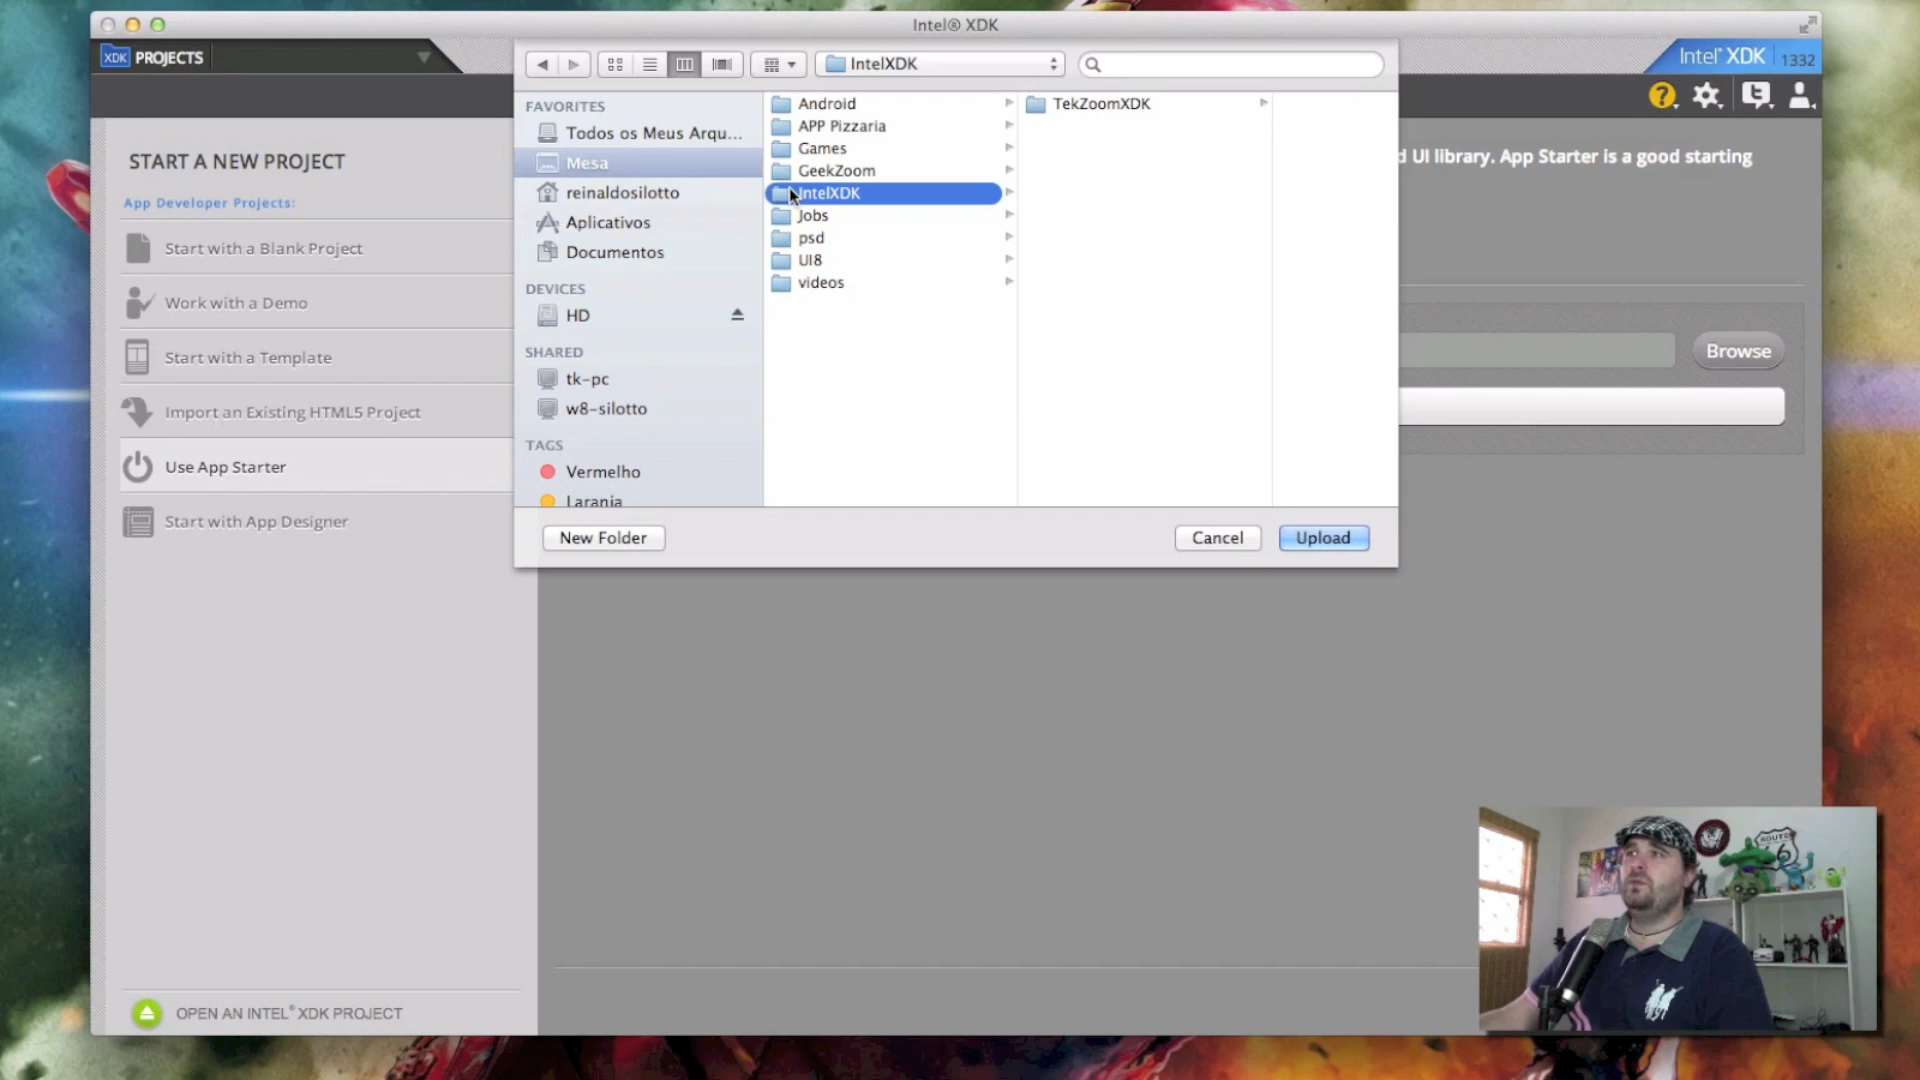 Intel® XDK
XDK PROJECTS
Intel® XDK 1332
START A NEW PROJECT
App Developer Projects:
Start with a Blank Project
Work with a Demo
Start with a Template
Import an Existing HTML5 Project
Use App Starter
Start with App Designer
OPEN AN INTEL® XDK PROJECT
IntelXDK
FAVORITES
Todos os Meus Arqu...
Mesa
reinaldosilotto
Aplicativos
Documentos
DEVICES
HD
SHARED
tk-pc
w8-silotto
TAGS
Vermelho
Laranja
Android
APP Pizzaria
Games
GeekZoom
IntelXDK
Jobs
psd
UI8
videos
TekZoomXDK
New Folder
Cancel
Upload
d UI library. App Starter is a good starting
Browse
ROUTE